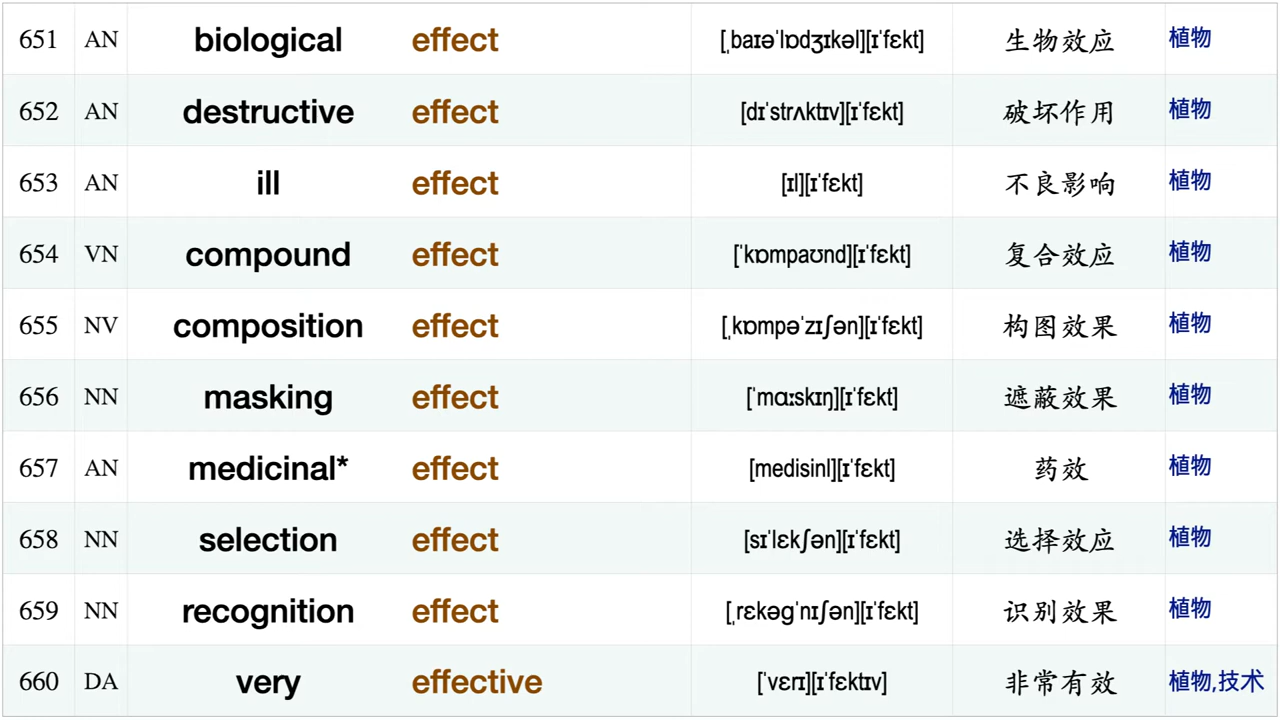 651 AN biological effect [ˌbaɪəˈlɒdʒɪkəl][ɪˈfɛkt] 生物效应 植物
652 AN destructive effect [dɪˈstrʌktɪv][ɪˈfɛkt] 破坏作用 植物
653 AN ill effect [ɪl][ɪˈfɛkt] 不良影响 植物
654 VN compound effect [ˈkɒmpaʊnd][ɪˈfɛkt] 复合效应 植物
655 NV composition effect [ˌkɒmpəˈzɪʃən][ɪˈfɛkt] 构图效果 植物
656 NN masking effect [ˈmɑːskɪŋ][ɪˈfɛkt] 遮蔽效果 植物
657 AN medicinal* effect [medisinl][ɪˈfɛkt] 药效 植物
658 NN selection effect [sɪˈlɛkʃən][ɪˈfɛkt] 选择效应 植物
659 NN recognition effect [ˌrɛkəgˈnɪʃən][ɪˈfɛkt] 识别效果 植物
660 DA very effective [ˈvɛrɪ][ɪˈfɛktɪv] 非常有效 植物,技术